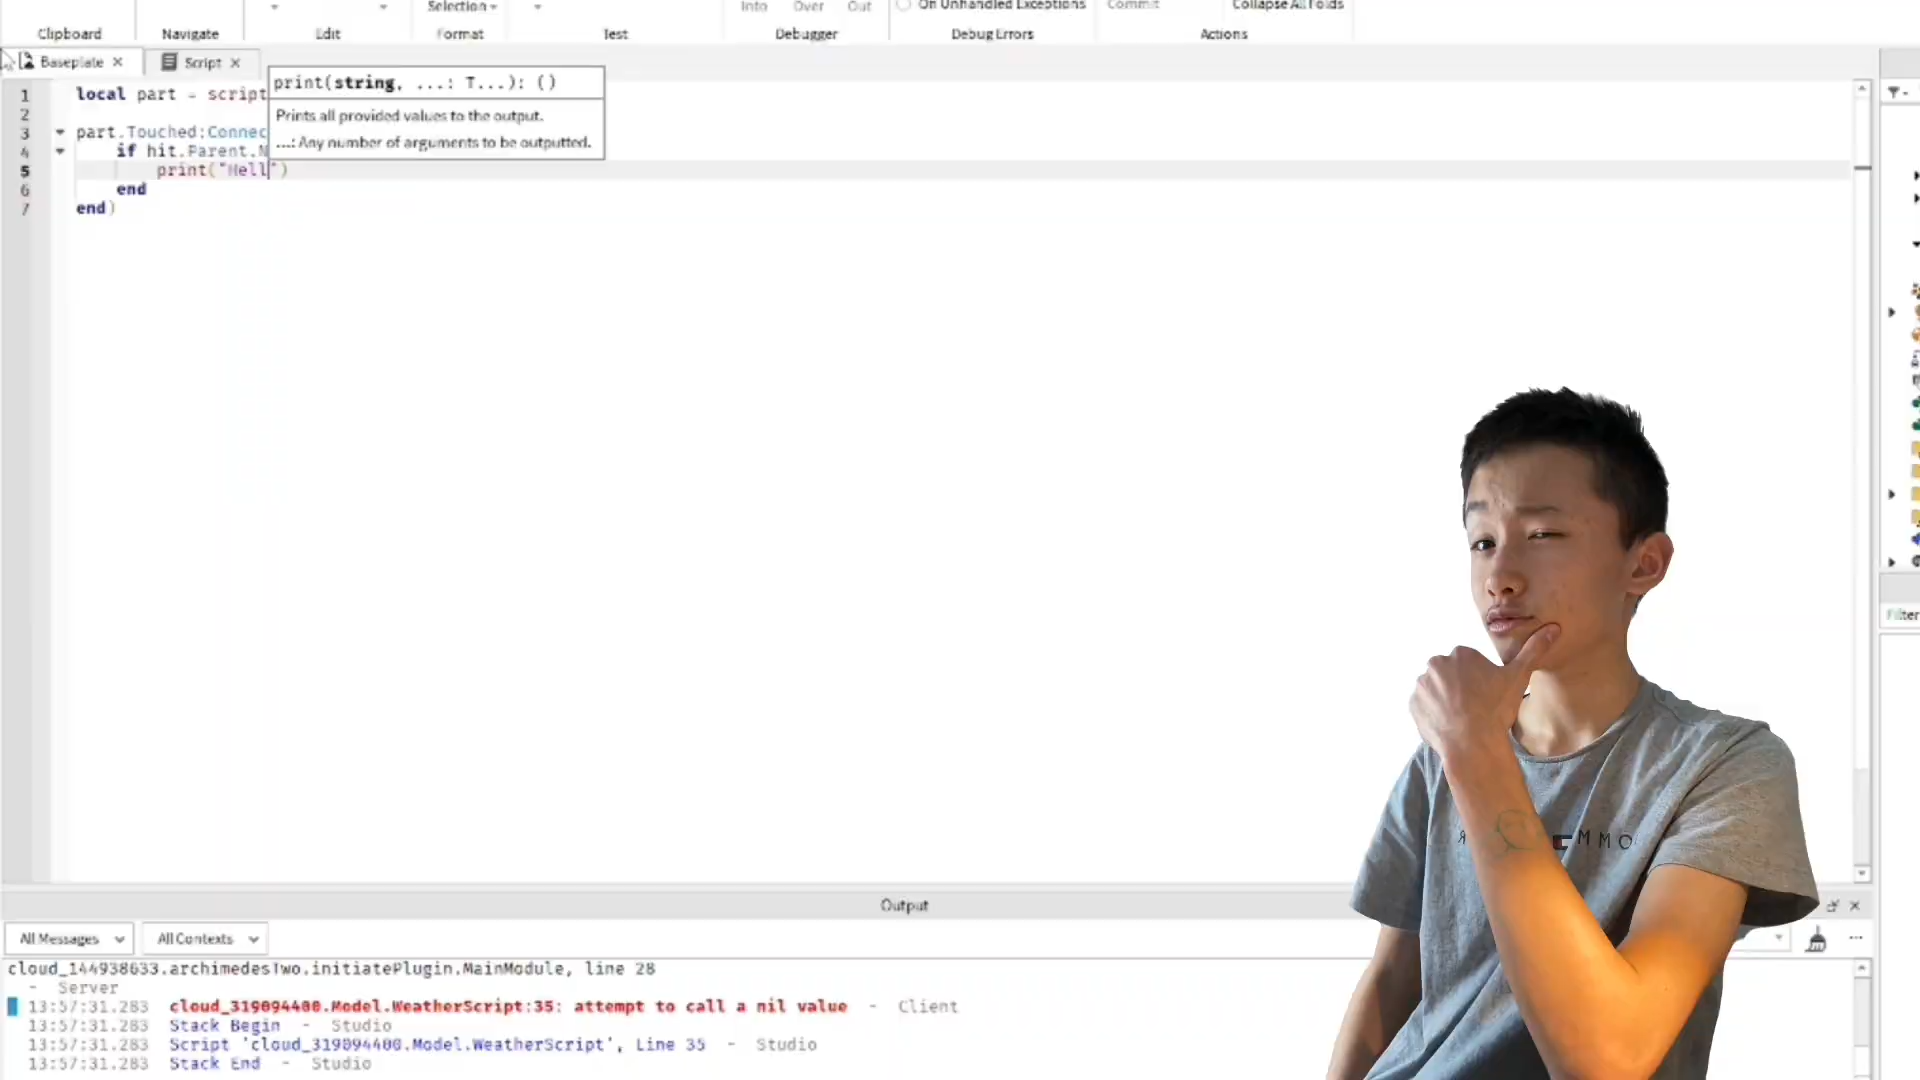 Selection
Into Over Out
On Unhandled Exceptions
Commit
Collapse All Folds
Clipboard
Navigate
Edit
Format
Test
Debugger
Debug Errors
Actions
Baseplate
Script
print(string, ...: T...): ()
Prints all provided values to the output.
...: Any number of arguments to be outputted.
1 local part = script
2
3 part.Touched:Connec
4 if hit.Parent.N
5 print("Hell")
6 end
7 end)
Filter
MMO
Output
All Messages
All Contexts
cloud_144938633.archimedesTwo.initiatePlugin.MainModule, line 28
- Server
13:57:31.283 cloud_319094400.Model.WeatherScript:35: attempt to call a nil value - Client
13:57:31.283 Stack Begin - Studio
13:57:31.283 Script 'cloud_319094400.Model.WeatherScript', Line 35 - Studio
13:57:31.283 Stack End - Studio